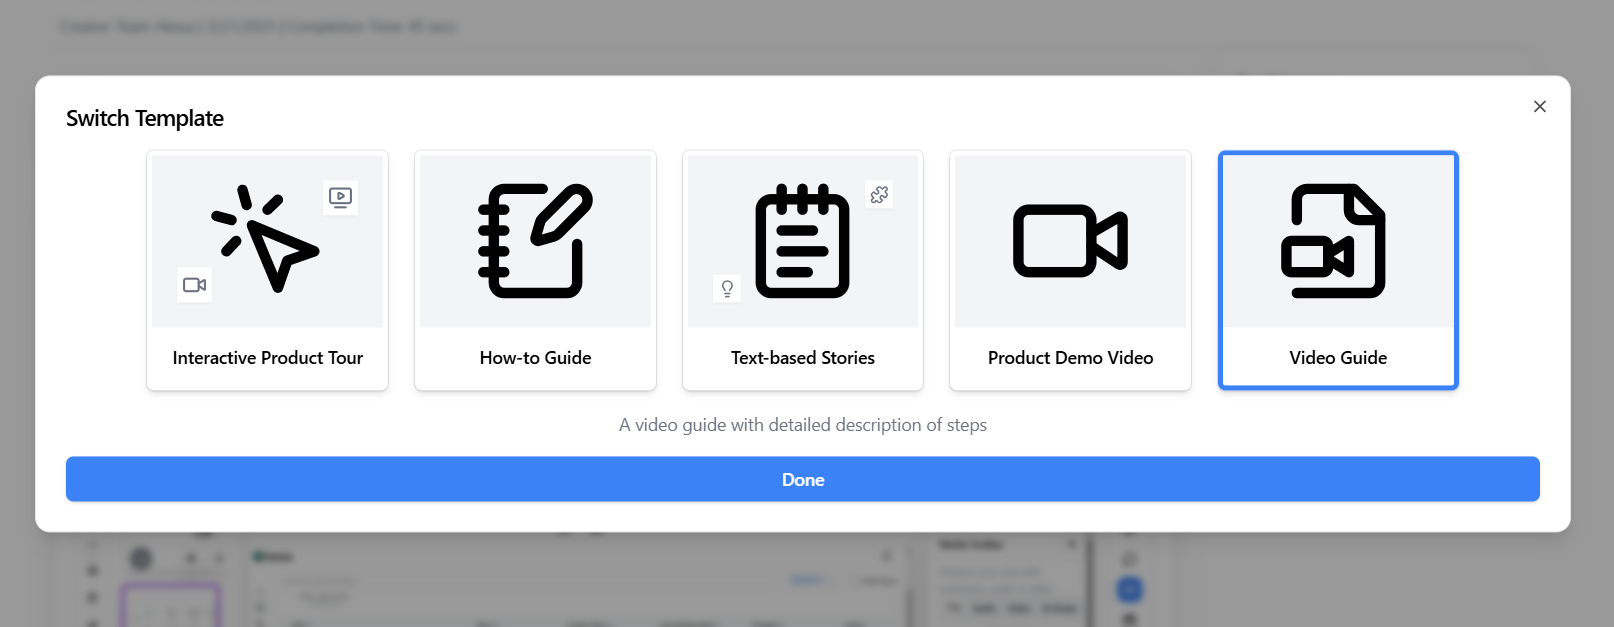 Switch Template
Interactive Product Tour
How-to Guide
Text-based Stories
Product Demo Video
Video Guide
A video guide with detailed description of steps
Done